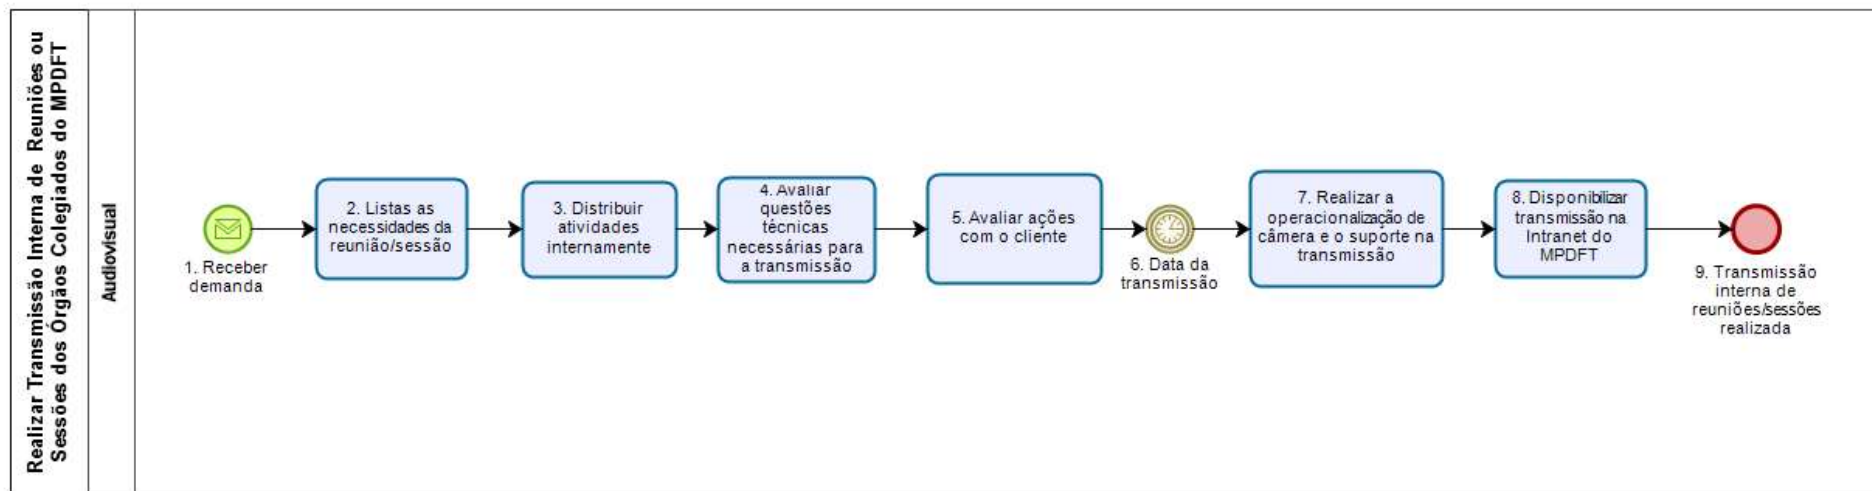 Realizar Transmissão Interna de Reuniões ou
Sessões dos Órgãos Colegiados do MPDFT
Audiovisual
1. Receber
demanda
2. Listas as
necessidades da
reunião/sessão
3. Distribuir
atividades
internamente
4. Avaliar
questões
técnicas
necessárias para
a transmissão
5. Avaliar ações
com o cliente
6. Data da
transmissão
7. Realizar a
operacionalização de
câmera e o suporte na
transmissão
8. Disponibilizar
transmissão na
Intranet do
MPDFT
9. Transmissão
interna de
reuniões/sessões
realizada